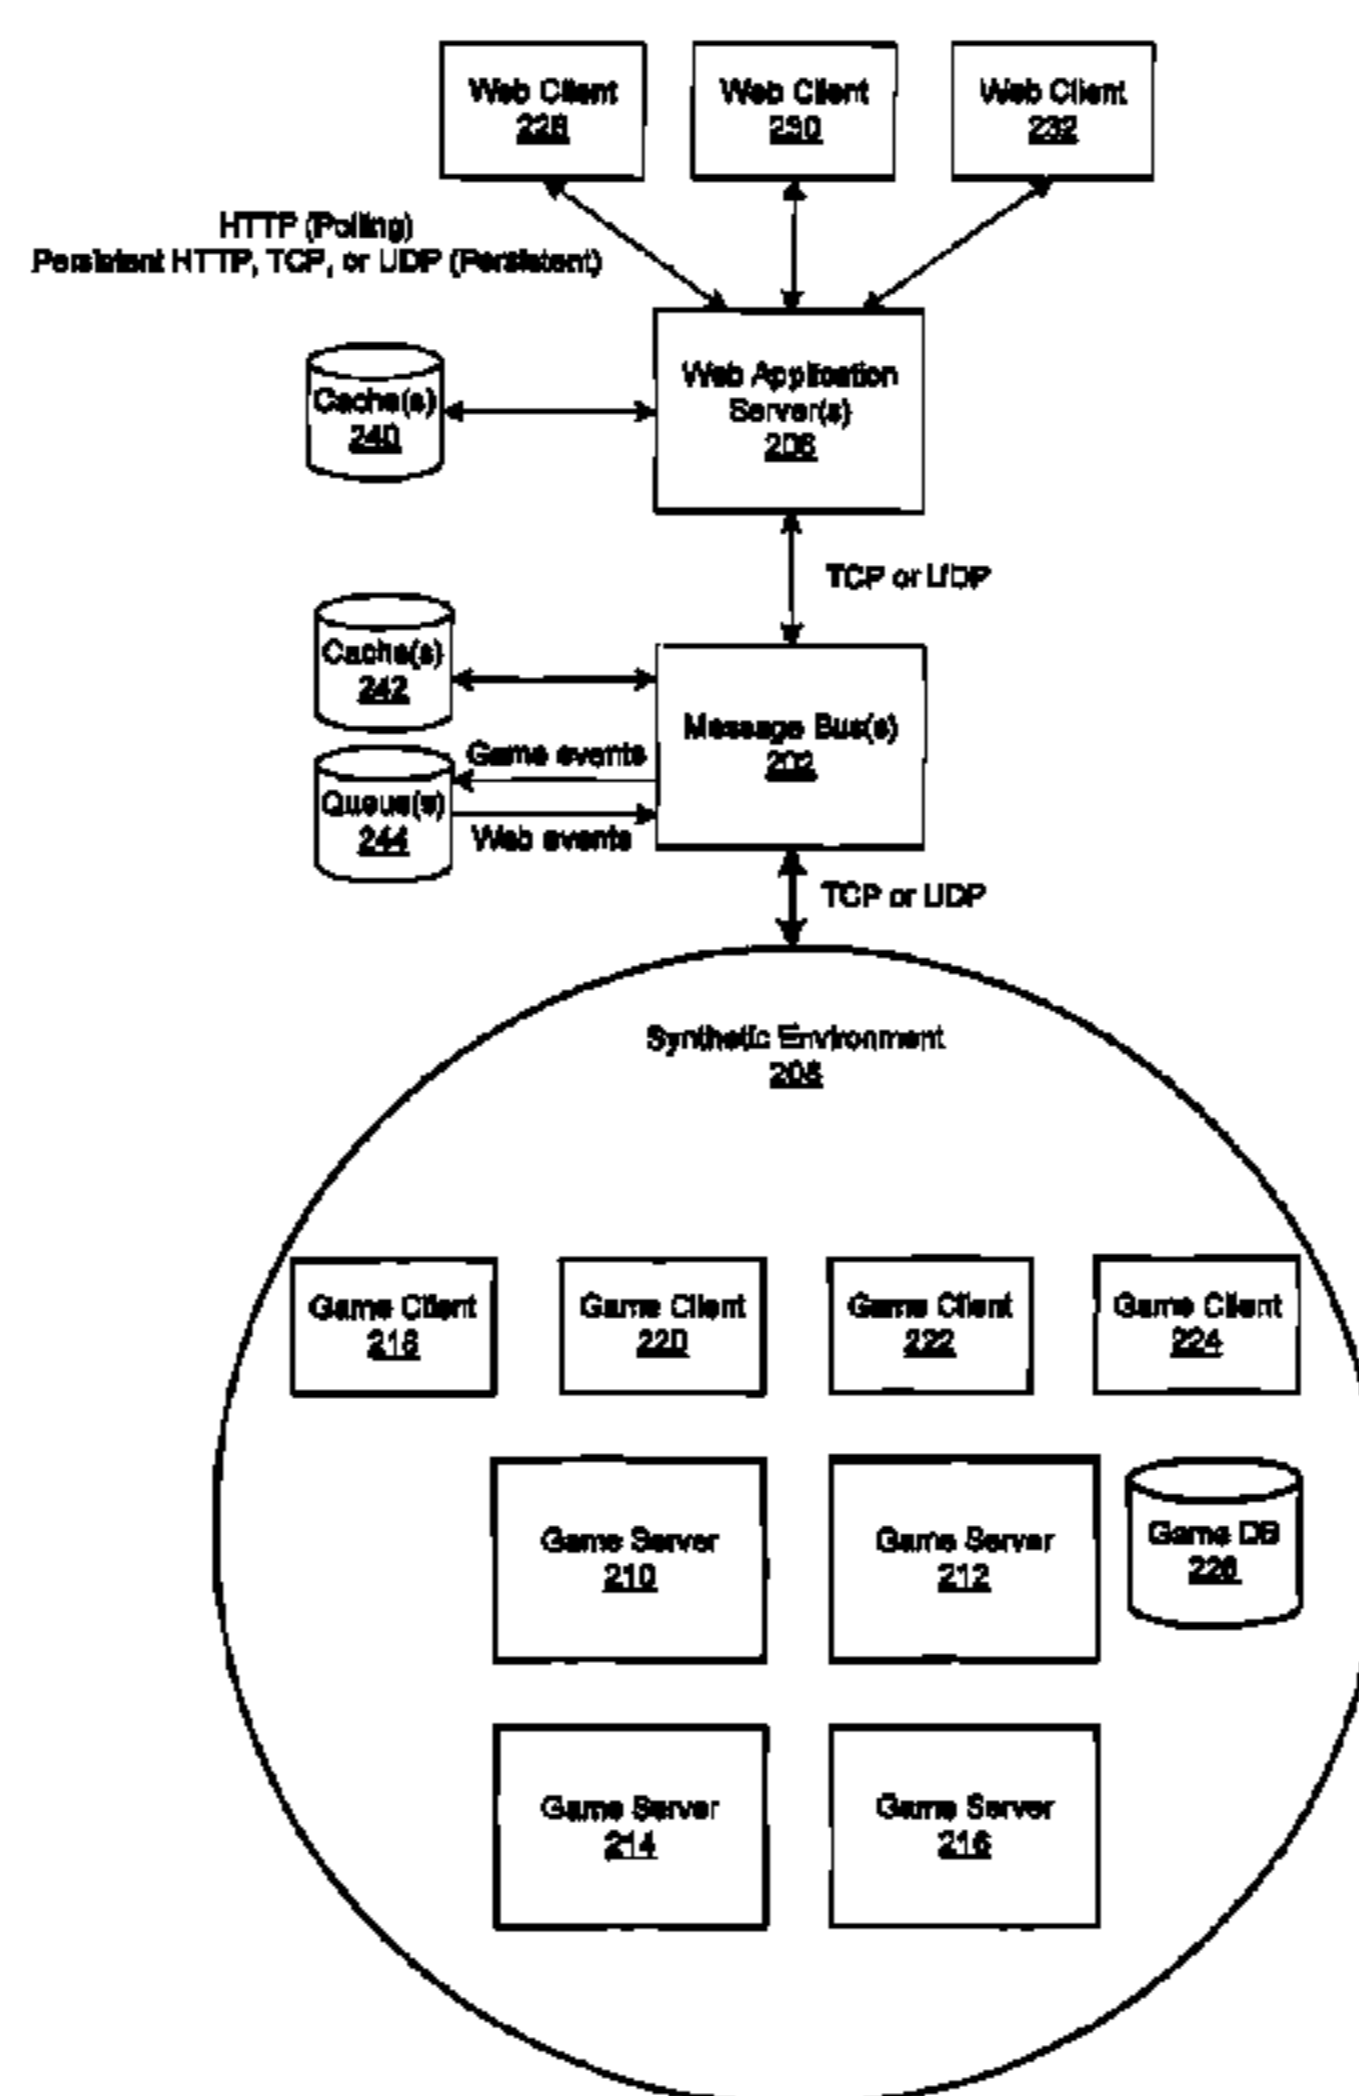 Web Client
228
Web Client
230
Web Client
232
HTTP (Polling)
Persistent HTTP, TCP, or UDP (Persistent)
Cache(s)
240
Web Application
Server(s)
206
TCP or UDP
Cache(s)
242
Message Bus(s)
202
Game events
Queue(s)
244
Web events
TCP or UDP
Synthetic Environment
208
Game Client
218
Game Client
220
Game Client
222
Game Client
224
Game Server
210
Game Server
212
Game DB
226
Game Server
214
Game Server
216